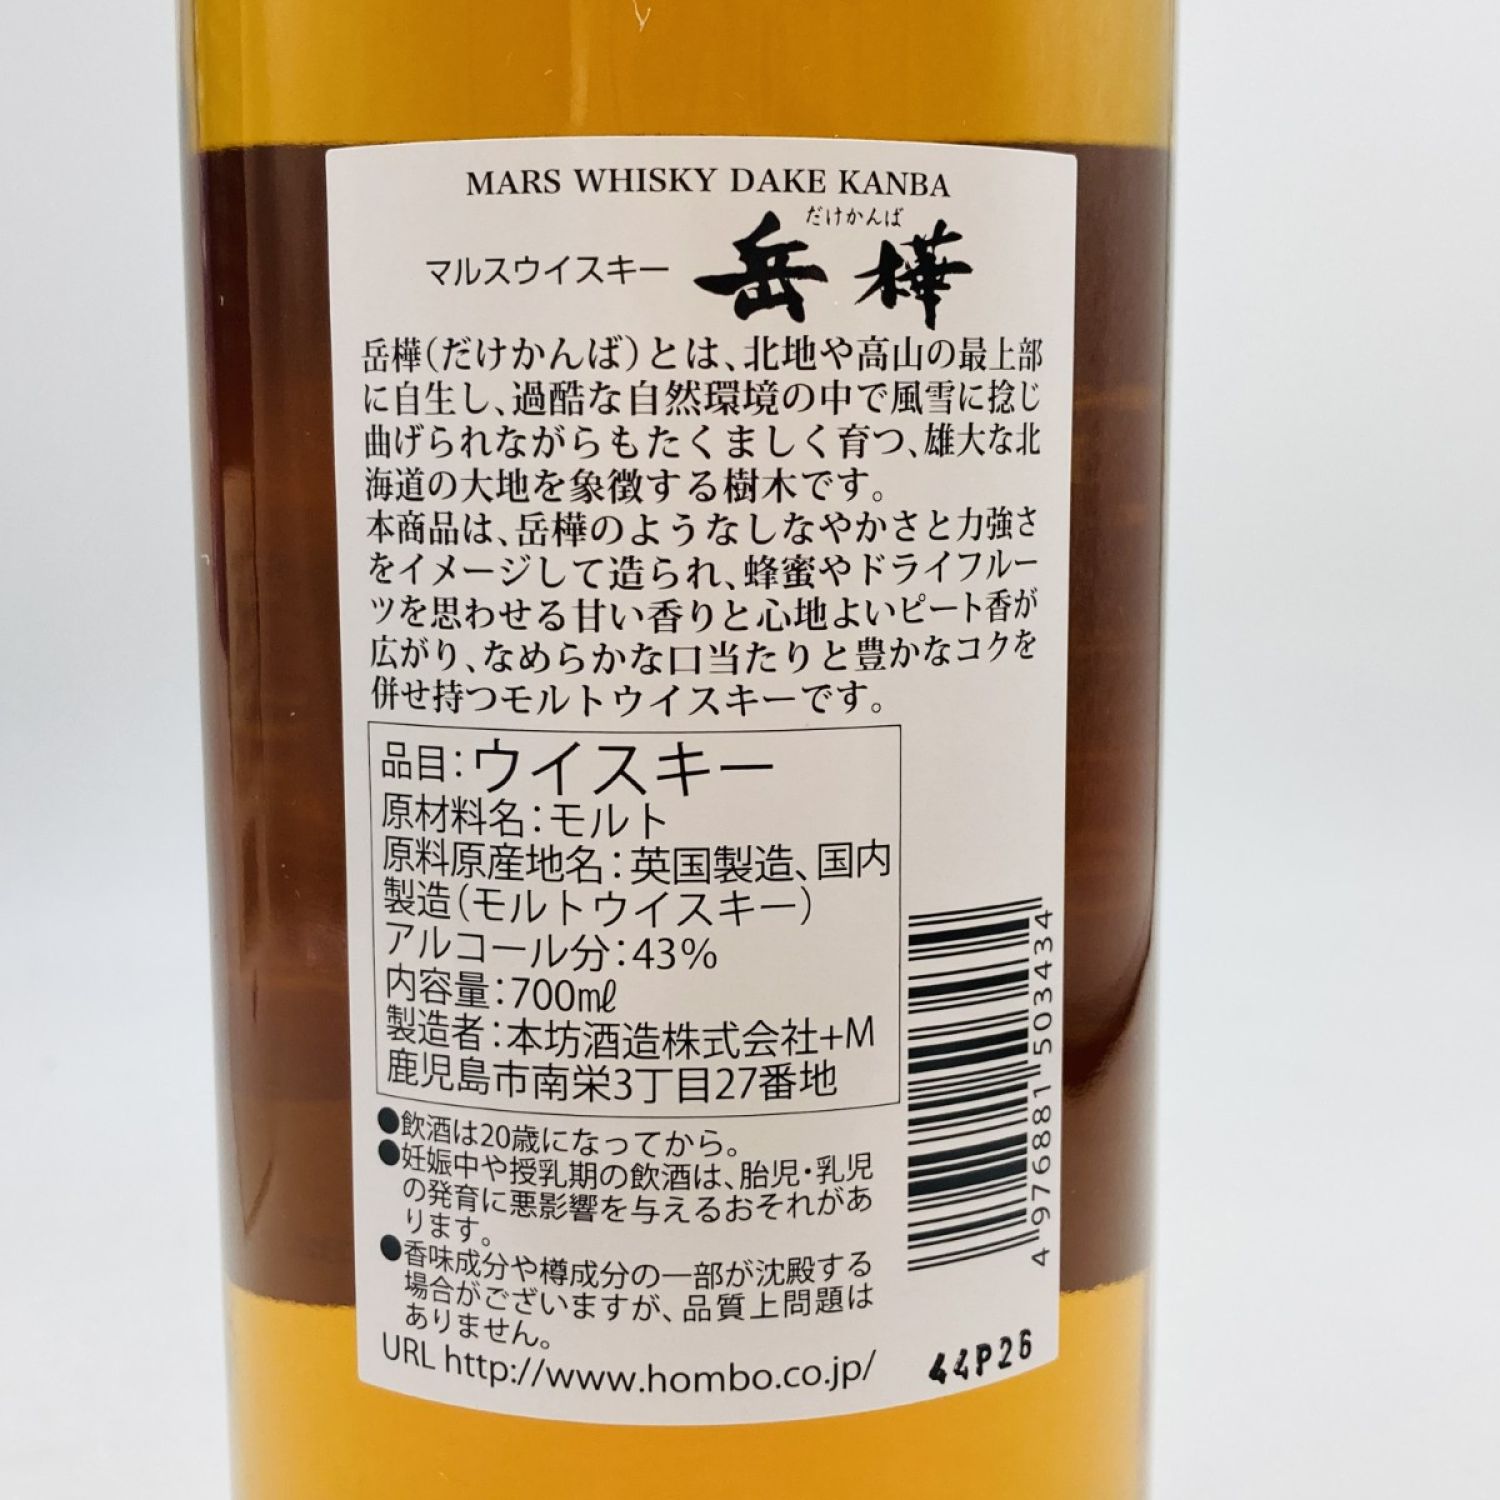 MARS WHISKY DAKE KANBA
だけかんば
マルスウイスキー 岳樺
岳樺(だけかんば)とは、北地や高山の最上部
に自生し、過酷な自然環境の中で風雪に捻じ
曲げられながらもたくましく育つ、雄大な北
海道の大地を象徴する樹木です。
本商品は、岳樺のようなしなやかさと力強さ
をイメージして造られ、蜂蜜やドライフルー
ツを思わせる甘い香りと心地よいピート香が
広がり、なめらかな口当たりと豊かなコクを
併せ持つモルトウイスキーです。
品目:ウイスキー
原材料名:モルト
原料原産地名:英国製造、国内
製造(モルトウイスキー)
アルコール分:43%
内容量:700㎖
製造者:本坊酒造株式会社+M
鹿児島市南栄3丁目27番地
●飲酒は20歳になってから。
●妊娠中や授乳期の飲酒は、胎児・乳児
の発育に悪影響を与えるおそれがあ
ります。
●香味成分や樽成分の一部が沈殿する
場合がございますが、品質上問題は
ありません。
URL http://www.hombo.co.jp/
4 976881 503434
44P26